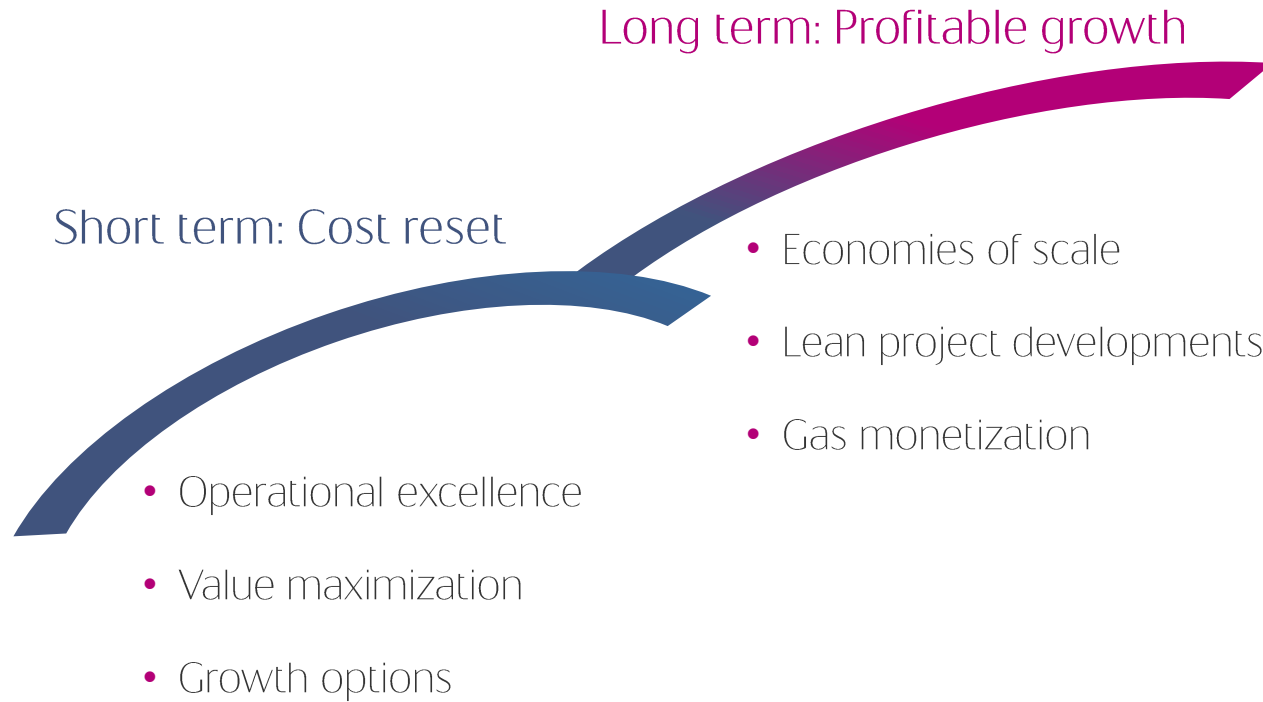 Long term: Profitable growth
Short term: Cost reset
• Economies of scale
• Lean project developments
• Gas monetization
• Operational excellence
• Value maximization
• Growth options